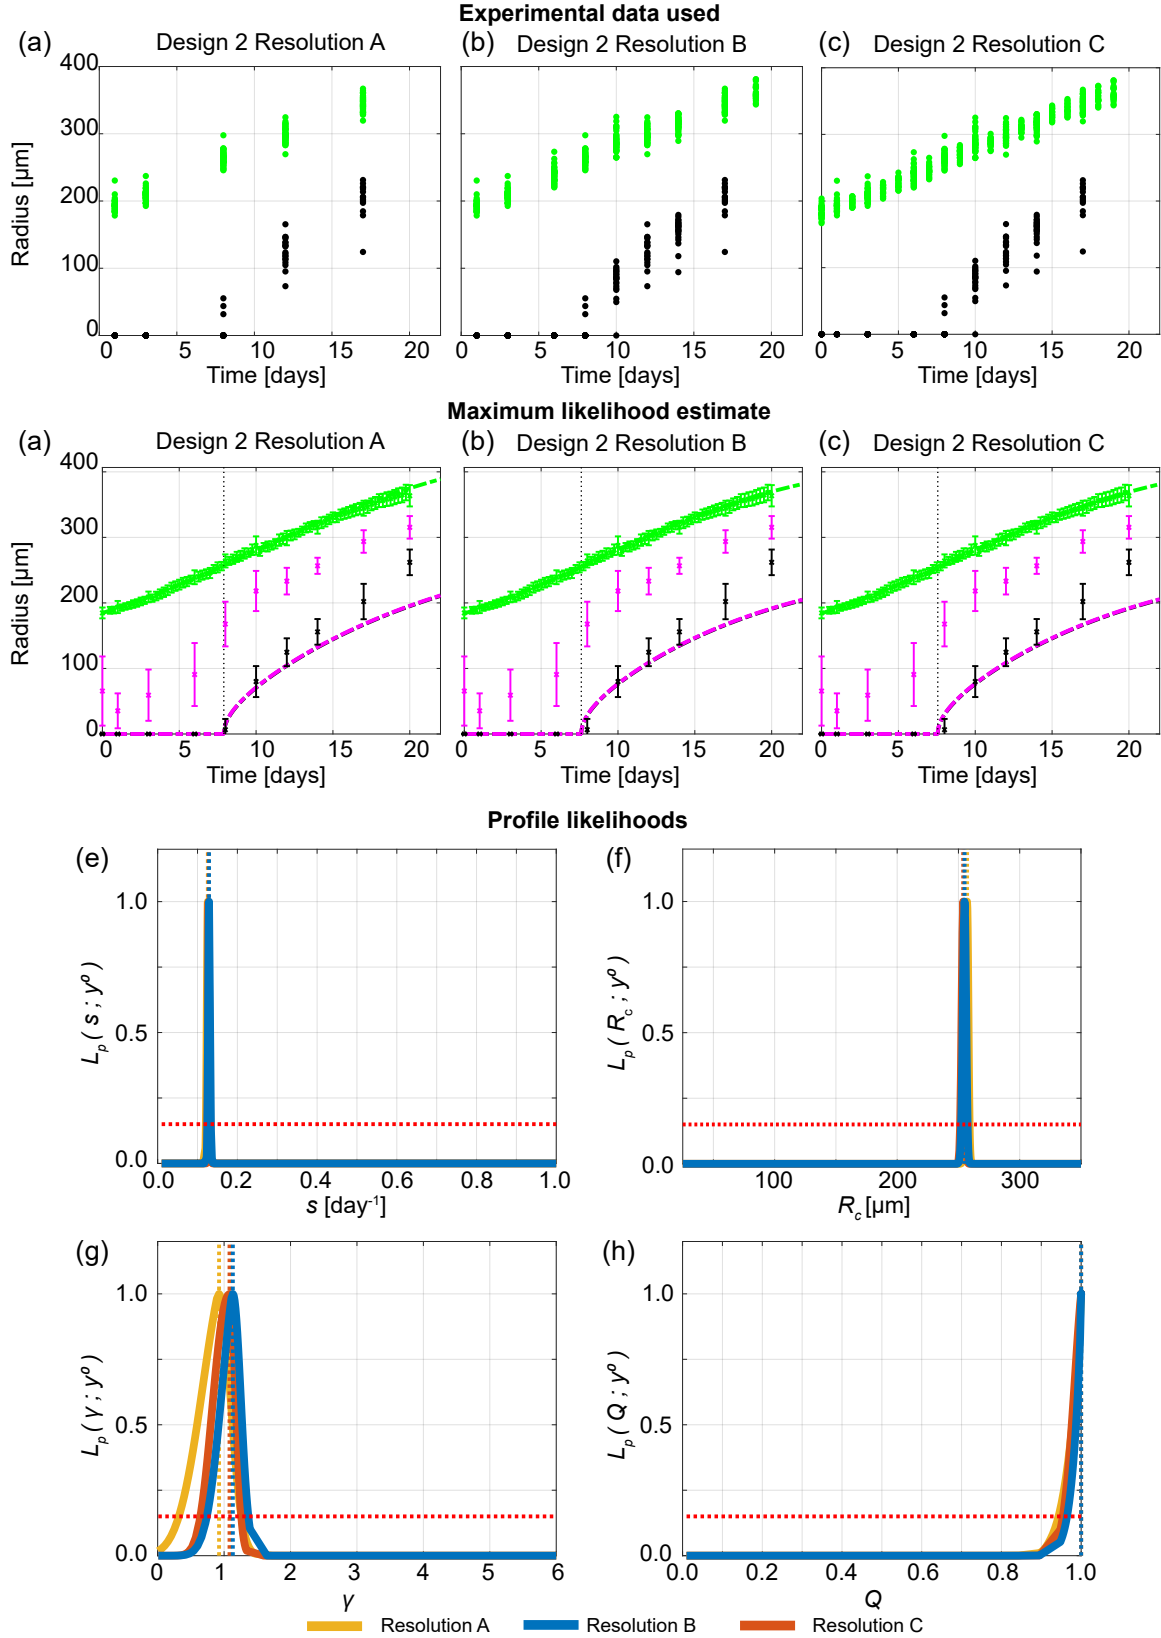 Experimental data used
(a) Design 2 Resolution A (b) Design 2 Resolution B (c) Design 2 Resolution C
400
300
200
100
0
Radius [µm]
0 5 10 15 20 0 5 10 15 20 0 5 10 15 20
Time [days] Time [days] Time [days]
Maximum likelihood estimate
(a) Design 2 Resolution A (b) Design 2 Resolution B (c) Design 2 Resolution C
400
300
200
100
0
Radius [µm]
0 5 10 15 20 0 5 10 15 20 0 5 10 15 20
Time [days] Time [days] Time [days]
Profile likelihoods
(e)
1.0
0.5
0.0
L_p ( s ; y^o )
0 0.2 0.4 0.6 0.8 1.0
s [day⁻¹]
(f)
1.0
0.5
0.0
L_p ( R_c ; y^o )
100 200 300
R_c [µm]
(g)
1.0
0.5
0.0
L_p ( γ ; y^o )
0 1 2 3 4 5 6
γ
(h)
1.0
0.5
0.0
L_p ( Q ; y^o )
0.0 0.2 0.4 0.6 0.8 1.0
Q
Resolution A Resolution B Resolution C